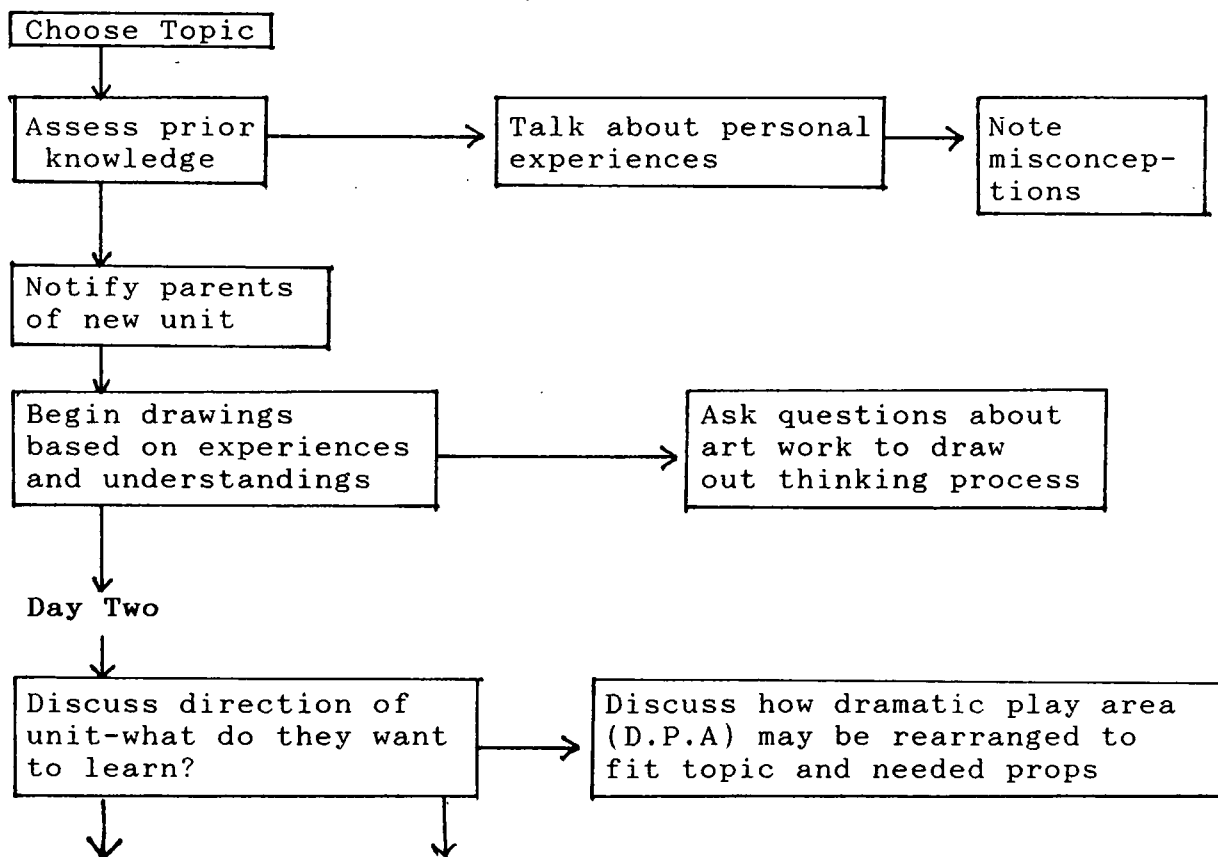 Choose Topic
Assess prior
knowledge
Talk about personal
experiences
Note
misconcep-
tions
Notify parents
of new unit
Begin drawings
based on experiences
and understandings
Ask questions about
art work to draw
out thinking process
Day Two
Discuss direction of
unit-what do they want
to learn?
Discuss how dramatic play area
(D.P.A) may be rearranged to
fit topic and needed props